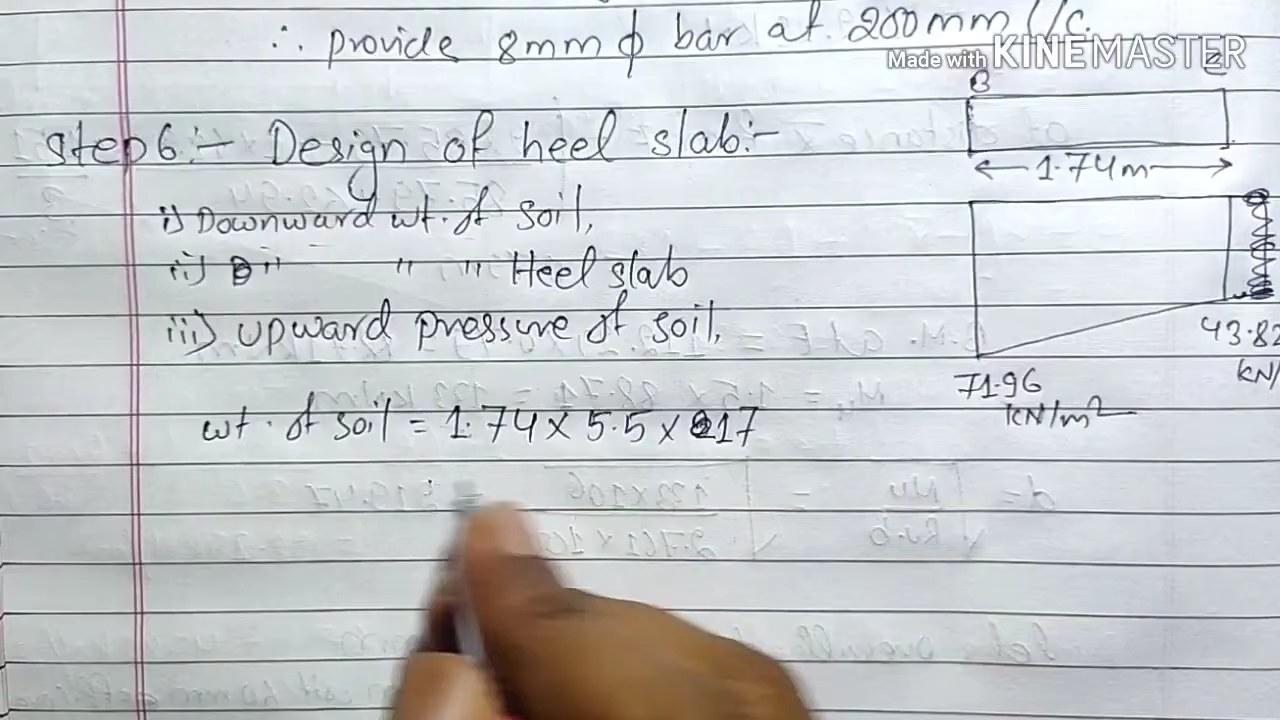 ∴ provide 8mm ϕ bar at 200mm c/c.
Made with KINEMASTER
B
Step 6:- Design of heel slab:-
1.74m
i) Downward wt. of soil,
ii) " " " Heel slab
iii) upward pressure of soil,
43.82
KN/
71.96
KN/m²
wt. of soil = 1.74 × 5.5 × 17